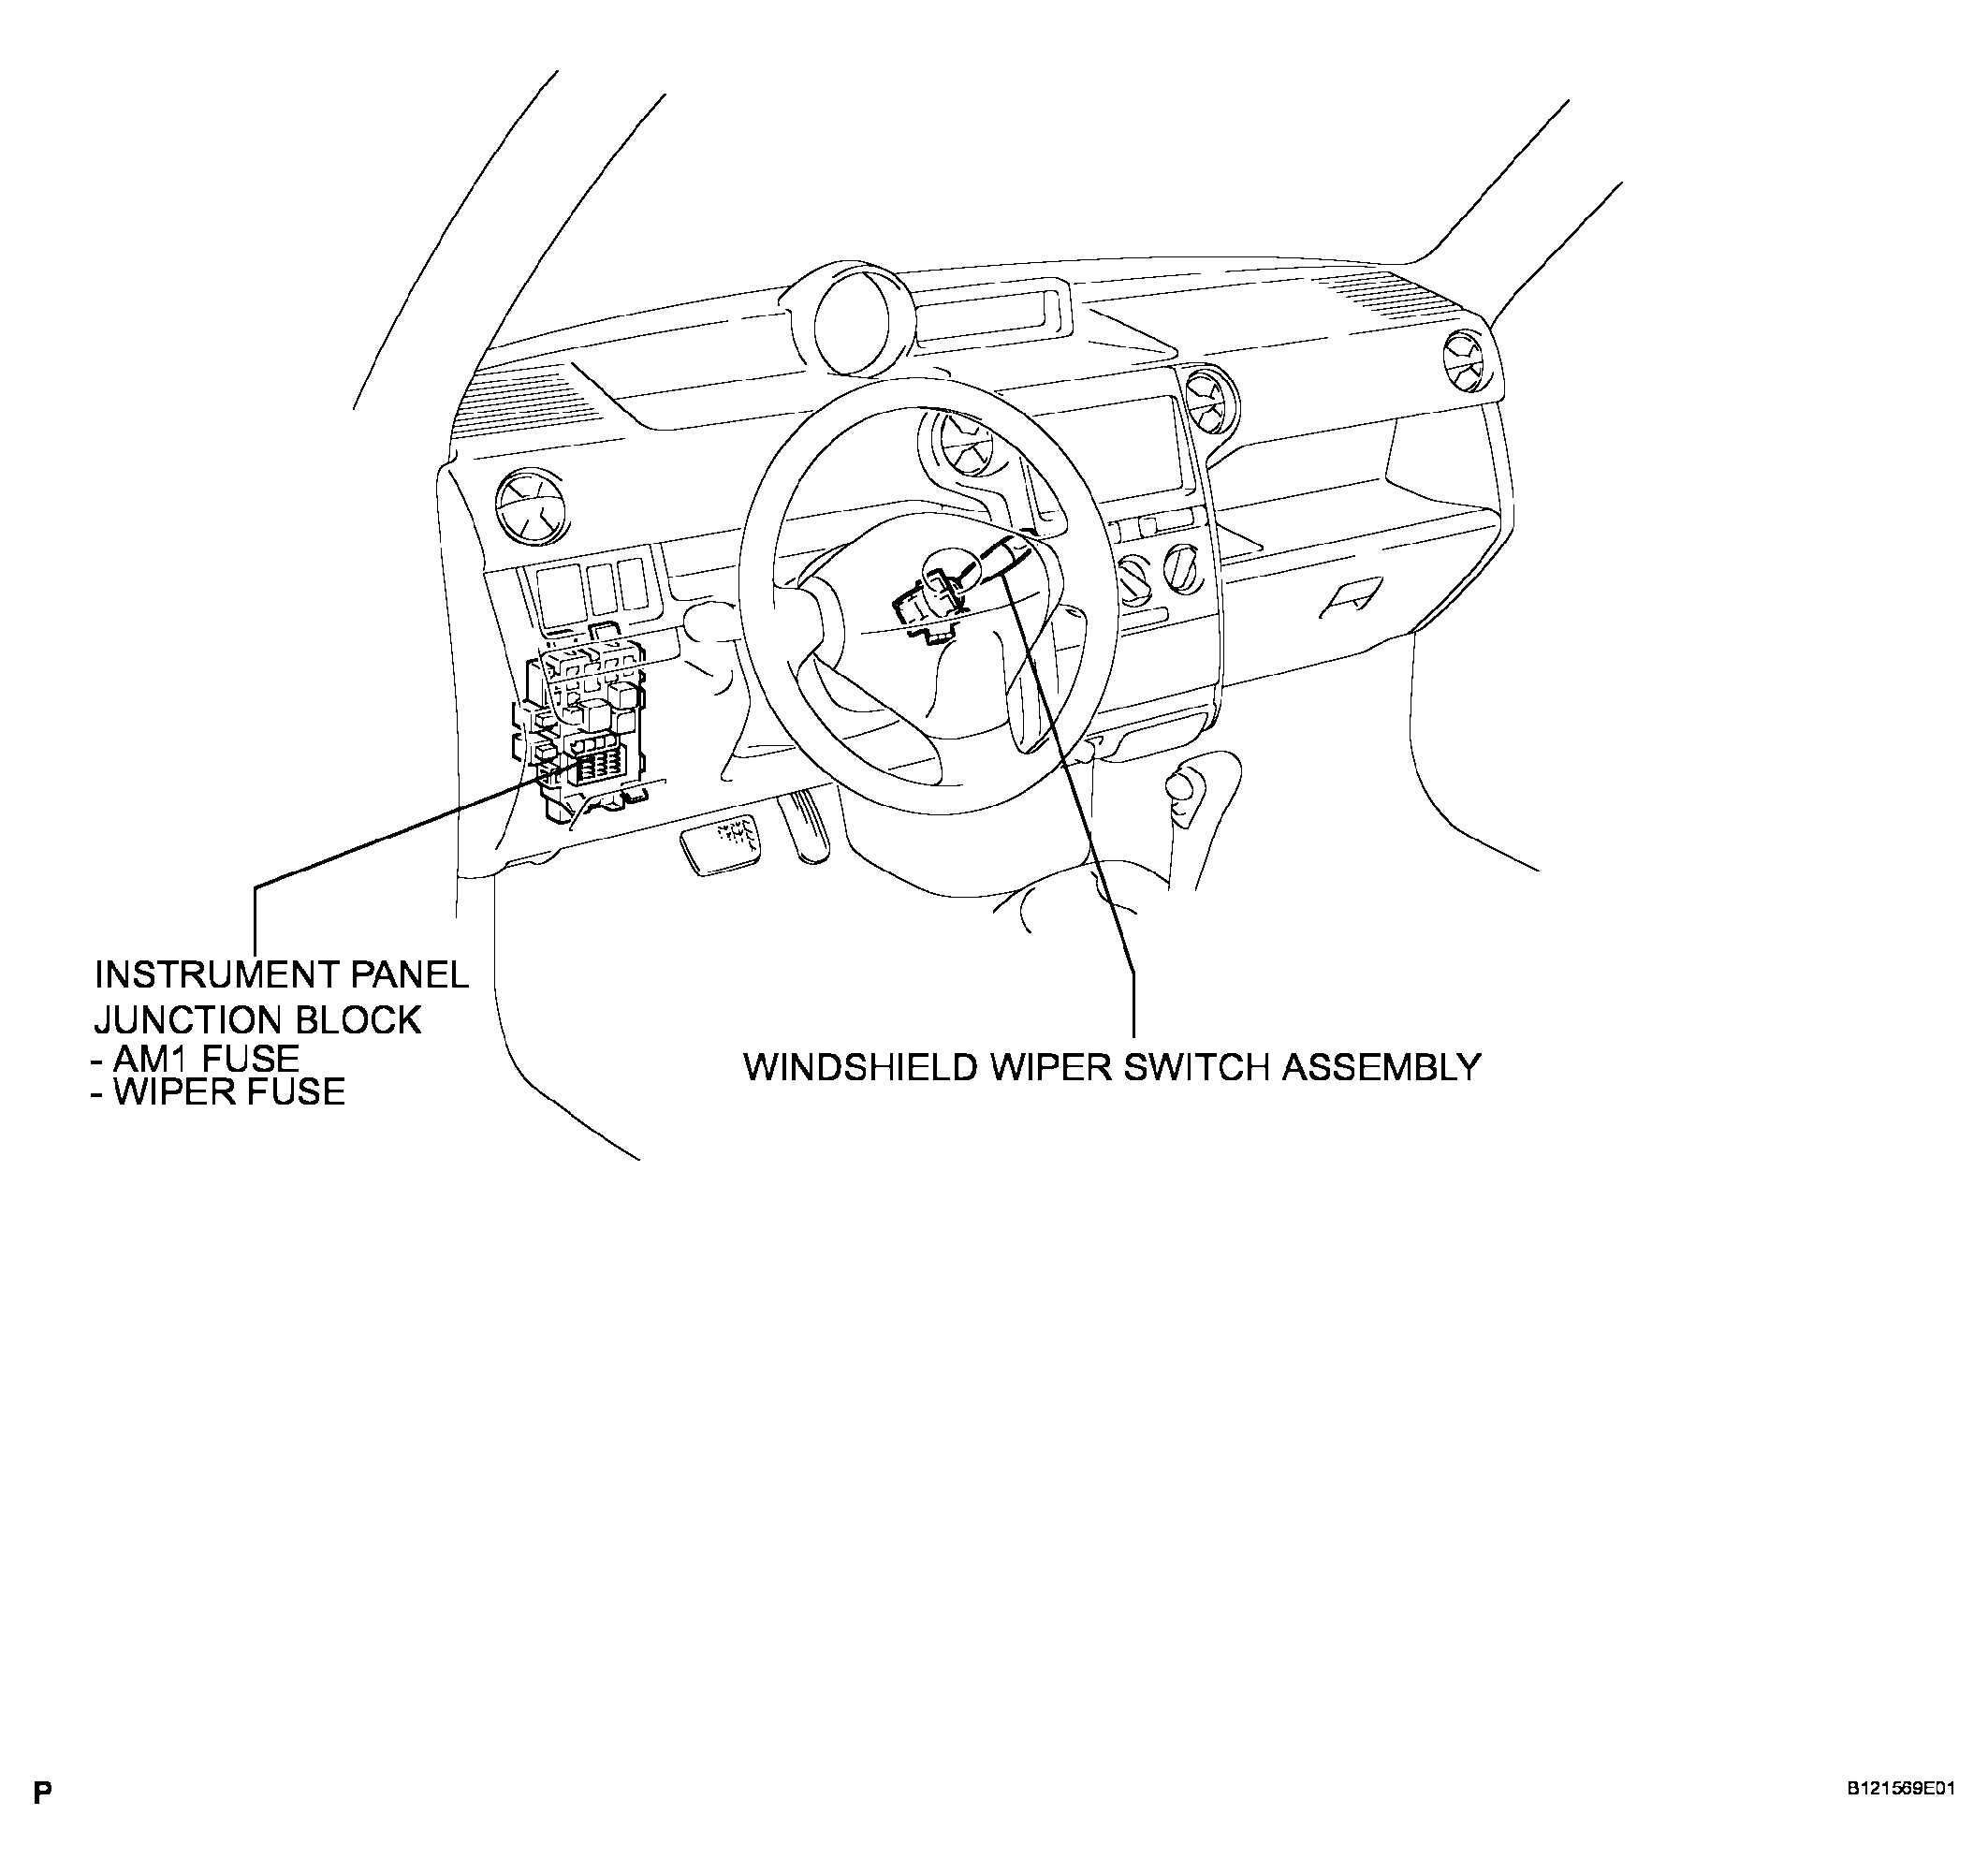 INSTRUMENT PANEL
JUNCTION BLOCK
- AM1 FUSE
- WIPER FUSE
WINDSHIELD WIPER SWITCH ASSEMBLY
P
B121569E01